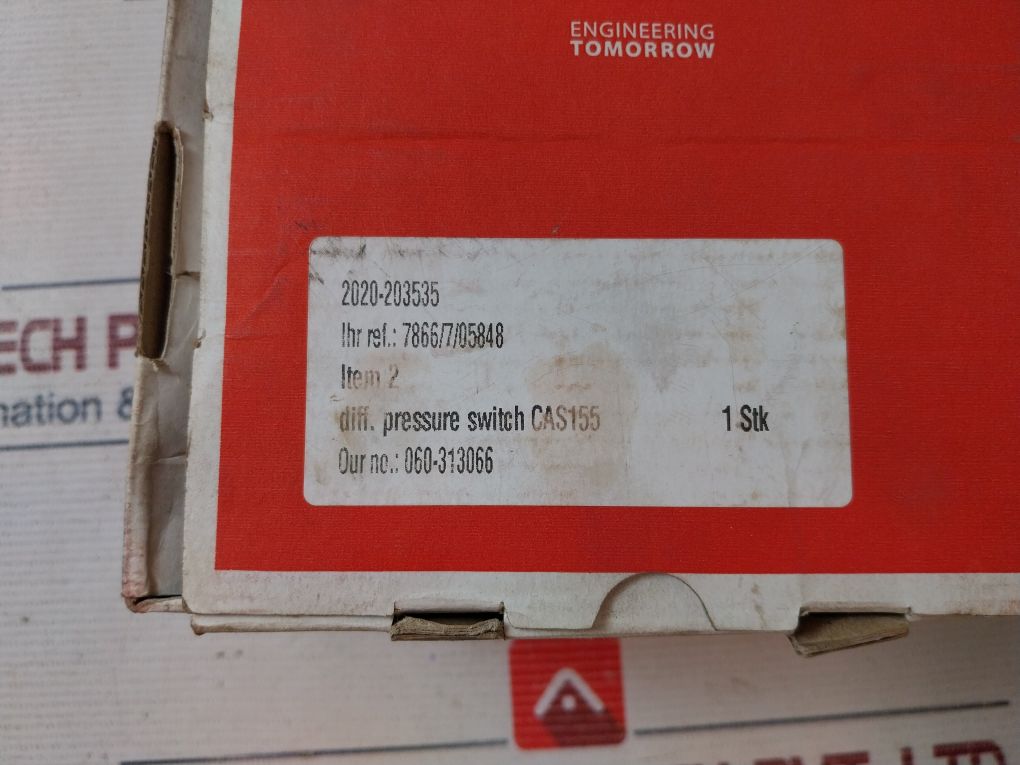 ENGINEERING
TOMORROW
2020-203535
Ihr ref.: 7866/7/05848
Item 2
diff. pressure switch CAS155 1 Stk
Our no.: 060-313066
ECH P
nation &